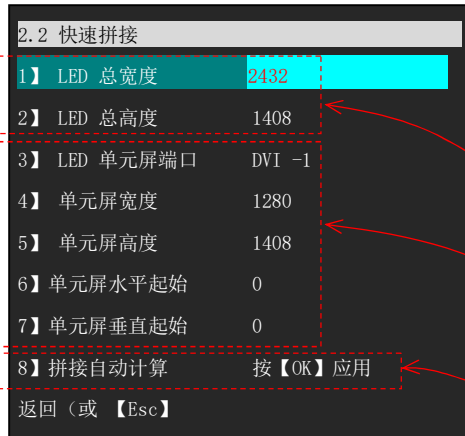 2.2 快速拼接
1】 LED 总宽度 2432
2】 LED 总高度 1408
3】 LED 单元屏端口 DVI -1
4】 单元屏宽度 1280
5】 单元屏高度 1408
6】单元屏水平起始 0
7】单元屏垂直起始 0
8】拼接自动计算 按【OK】应用
返回（或 【Esc】